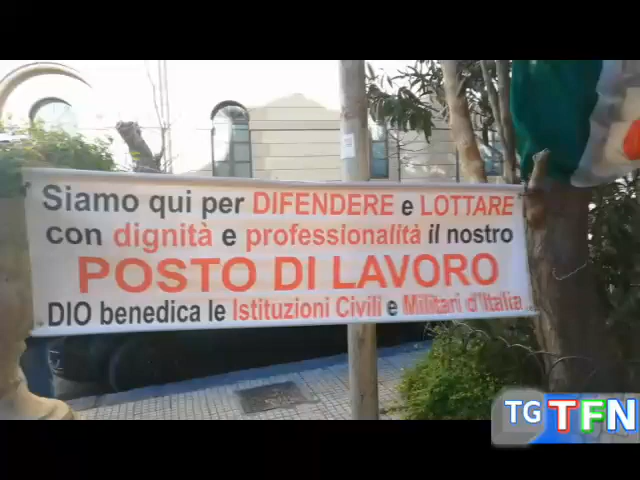 Siamo qui per DIFENDERE e LOTTARE
con dignità e professionalità il nostro
POSTO DI LAVORO
DIO benedica le Istituzioni Civili e Militari d'Italia
TG TFN